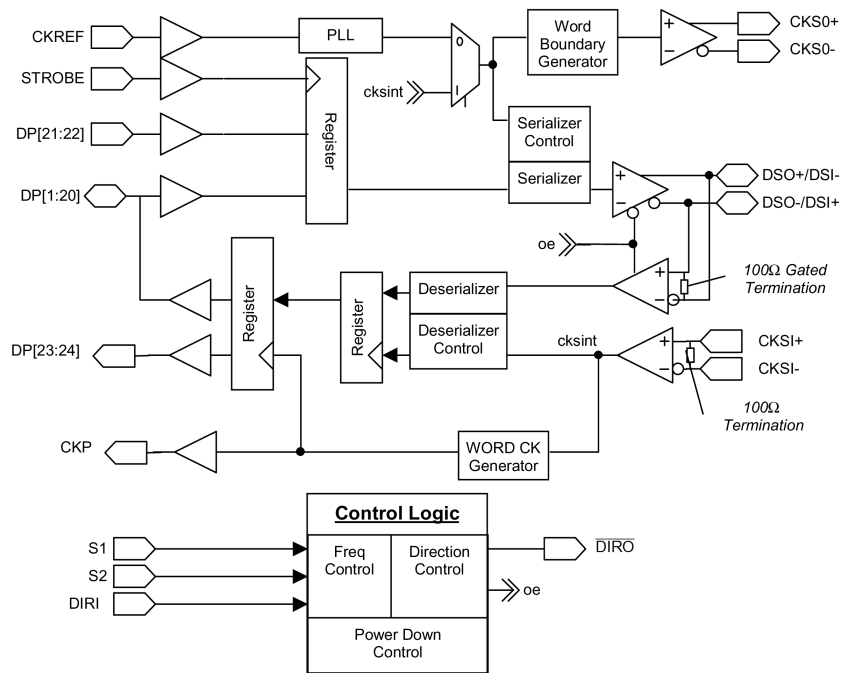 CKREF
PLL
0
Word
Boundary
Generator
+
−
CKS0+
CKS0-
STROBE
cksint
I
Register
DP[21:22]
Serializer
Control
DP[1:20]
Serializer
+
−
DSO+/DSI-
DSO-/DSI+
oe
+
−
100Ω Gated
Termination
Register
Register
Deserializer
Deserializer
Control
DP[23:24]
cksint
+
−
CKSI+
CKSI-
100Ω
Termination
CKP
WORD CK
Generator
Control Logic
S1
S2
DIRI
Freq
Control
Direction
Control
DIRO
oe
Power Down
Control